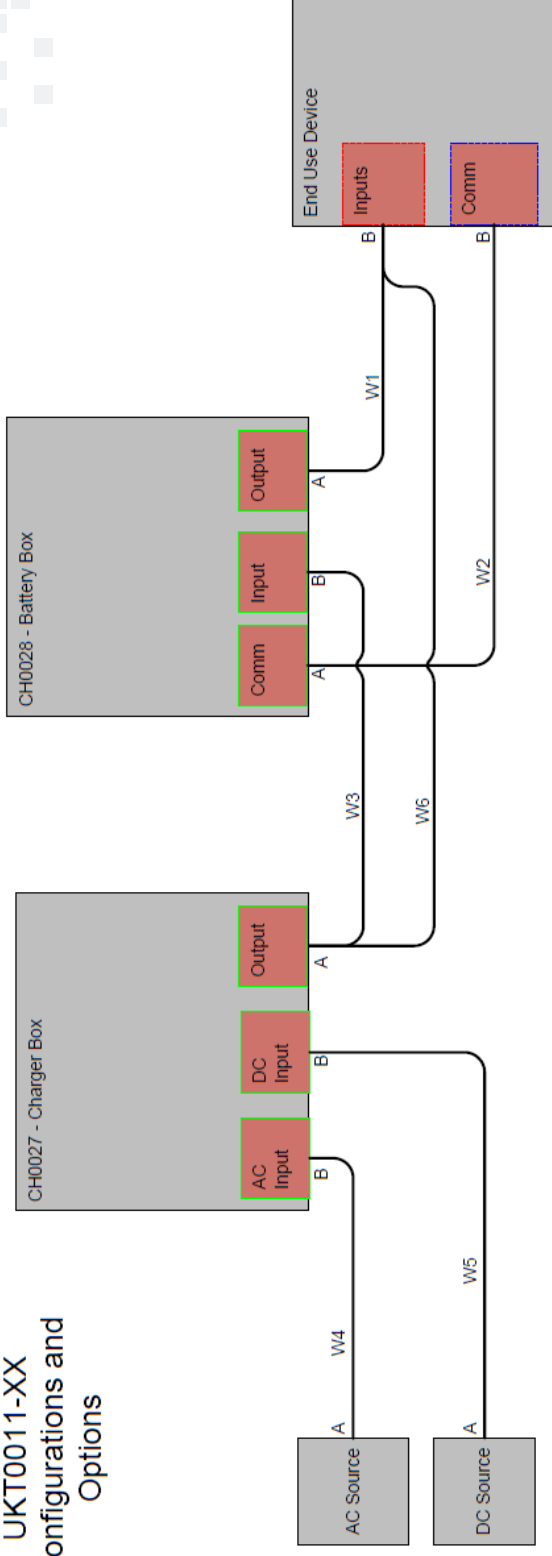 UKT0011-XX
onfigurations and
Options
CH0027 - Charger Box
AC
Input
DC
Input
Output
B
B
A
CH0028 - Battery Box
Comm
Input
Output
A
B
A
End Use Device
Inputs
Comm
B
B
AC Source
A
W4
DC Source
A
W5
W3
W6
W1
W2